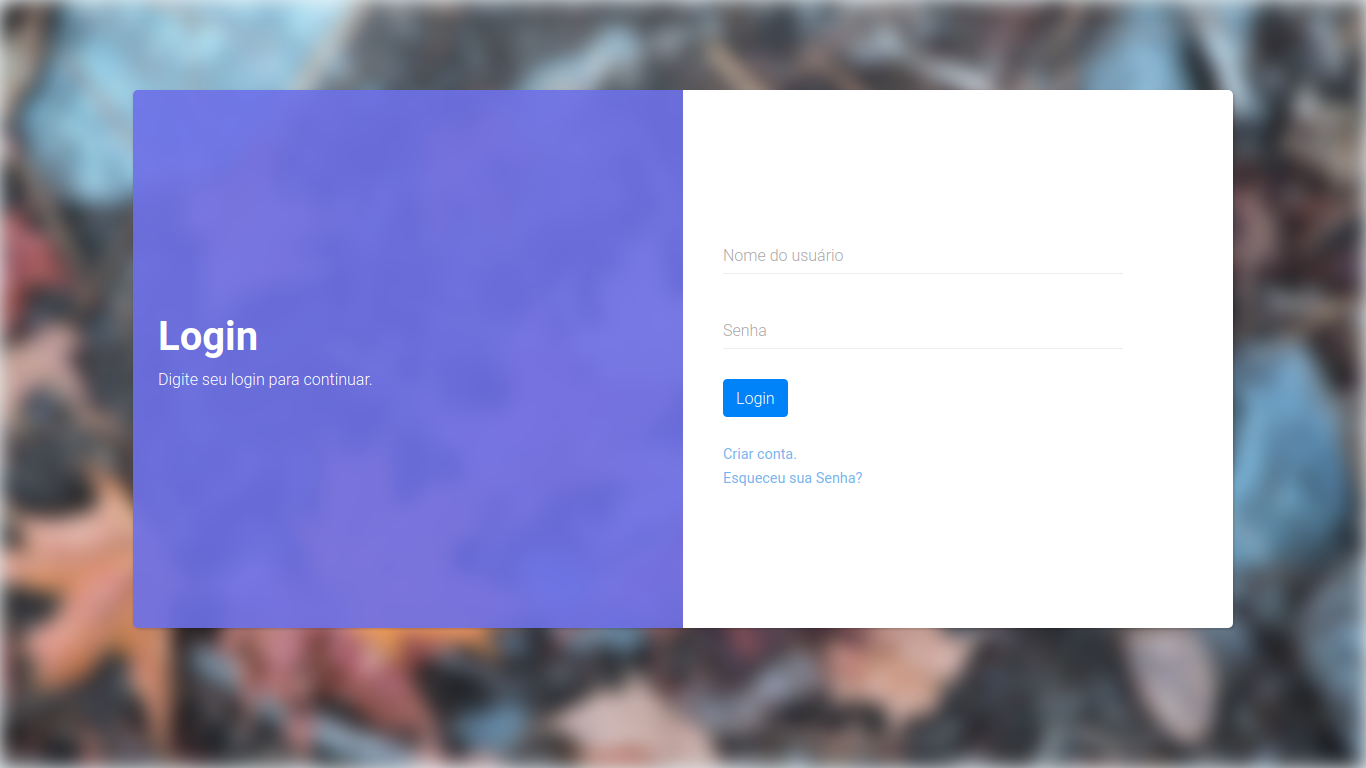 Login
Digite seu login para continuar.
Nome do usuário
Senha
Login
Criar conta.
Esqueceu sua Senha?